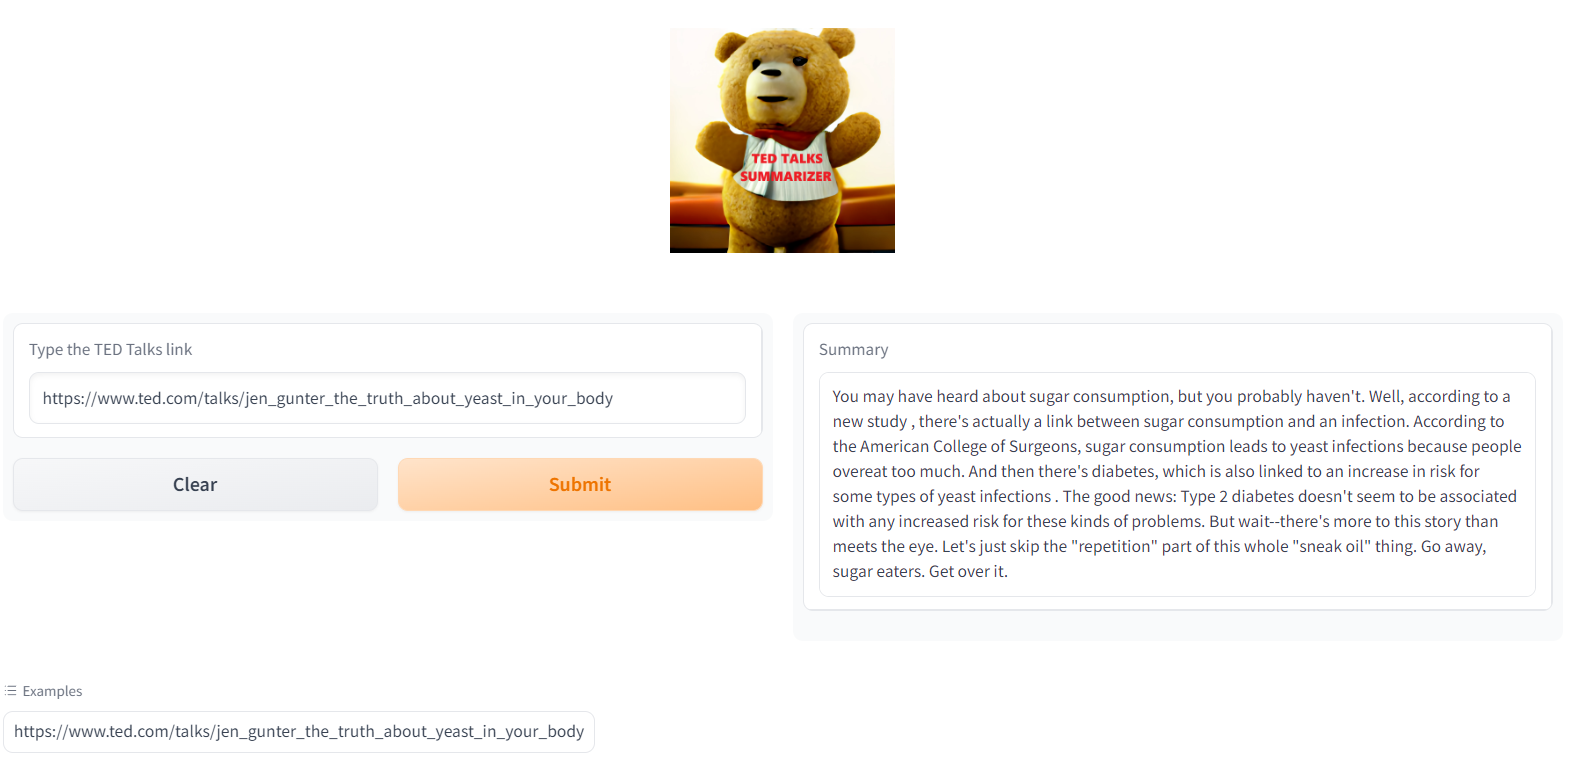 TED TALKS
SUMMARIZER
Type the TED Talks link
https://www.ted.com/talks/jen_gunter_the_truth_about_yeast_in_your_body
Clear
Submit
Summary
You may have heard about sugar consumption, but you probably haven't. Well, according to a
new study , there's actually a link between sugar consumption and an infection. According to
the American College of Surgeons, sugar consumption leads to yeast infections because people
overeat too much. And then there's diabetes, which is also linked to an increase in risk for
some types of yeast infections . The good news: Type 2 diabetes doesn't seem to be associated
with any increased risk for these kinds of problems. But wait--there's more to this story than
meets the eye. Let's just skip the "repetition" part of this whole "sneak oil" thing. Go away,
sugar eaters. Get over it.
Examples
https://www.ted.com/talks/jen_gunter_the_truth_about_yeast_in_your_body